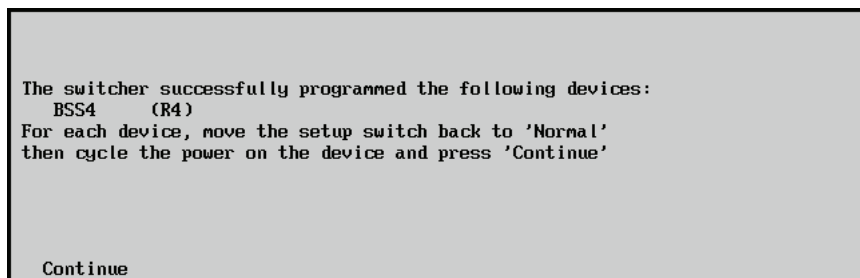 The switcher successfully programmed the following devices:
BSS4 (R4)
For each device, move the setup switch back to 'Normal'
then cycle the power on the device and press 'Continue'
Continue